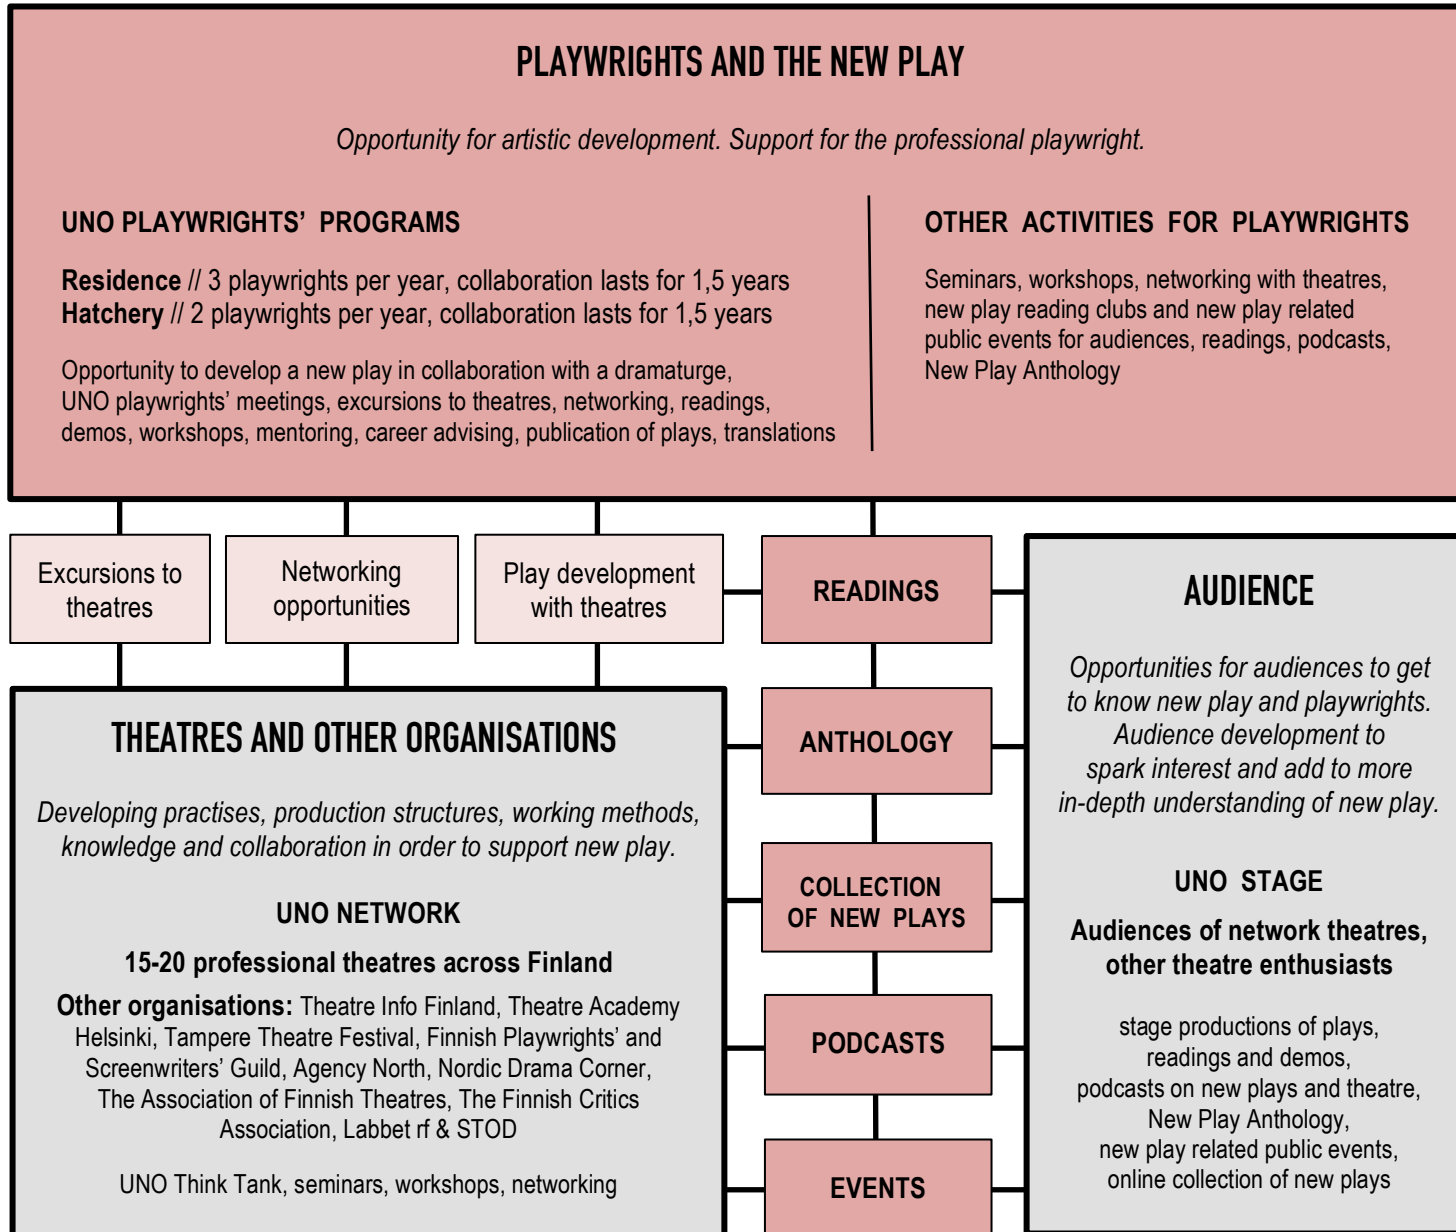 PLAYWRIGHTS AND THE NEW PLAY
Opportunity for artistic development. Support for the professional playwright.
UNO PLAYWRIGHTS’ PROGRAMS
Residence // 3 playwrights per year, collaboration lasts for 1,5 years
Hatchery // 2 playwrights per year, collaboration lasts for 1,5 years
Opportunity to develop a new play in collaboration with a dramaturge,
UNO playwrights’ meetings, excursions to theatres, networking, readings,
demos, workshops, mentoring, career advising, publication of plays, translations
OTHER ACTIVITIES FOR PLAYWRIGHTS
Seminars, workshops, networking with theatres,
new play reading clubs and new play related
public events for audiences, readings, podcasts,
New Play Anthology
Excursions to
theatres
Networking
opportunities
Play development
with theatres
READINGS
ANTHOLOGY
COLLECTION
OF NEW PLAYS
PODCASTS
EVENTS
THEATRES AND OTHER ORGANISATIONS
Developing practises, production structures, working methods,
knowledge and collaboration in order to support new play.
UNO NETWORK
15-20 professional theatres across Finland
Other organisations: Theatre Info Finland, Theatre Academy
Helsinki, Tampere Theatre Festival, Finnish Playwrights’ and
Screenwriters’ Guild, Agency North, Nordic Drama Corner,
The Association of Finnish Theatres, The Finnish Critics
Association, Labbet rf & STOD
UNO Think Tank, seminars, workshops, networking
AUDIENCE
Opportunities for audiences to get
to know new play and playwrights.
Audience development to
spark interest and add to more
in-depth understanding of new play.
UNO STAGE
Audiences of network theatres,
other theatre enthusiasts
stage productions of plays,
readings and demos,
podcasts on new plays and theatre,
New Play Anthology,
new play related public events,
online collection of new plays